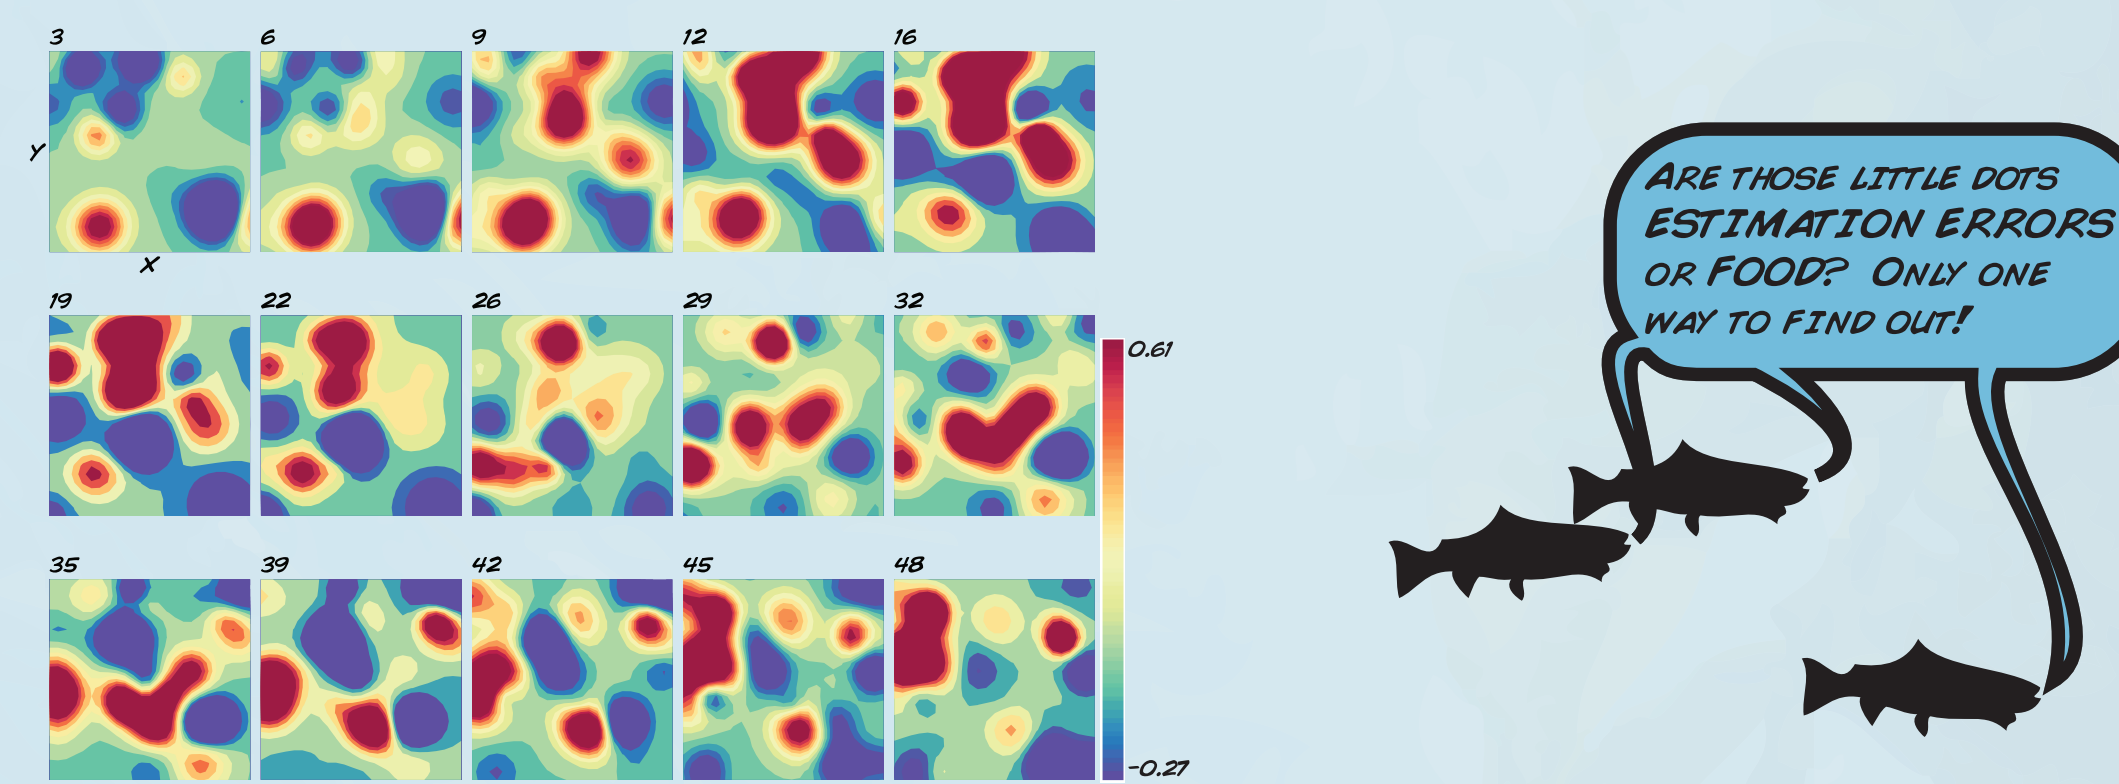 3 6 9 12 16
Y
X
19 22 26 29 32
0.61
35 39 42 45 48
-0.27
ARE THOSE LITTLE DOTS
ESTIMATION ERRORS
OR FOOD? ONLY ONE
WAY TO FIND OUT!